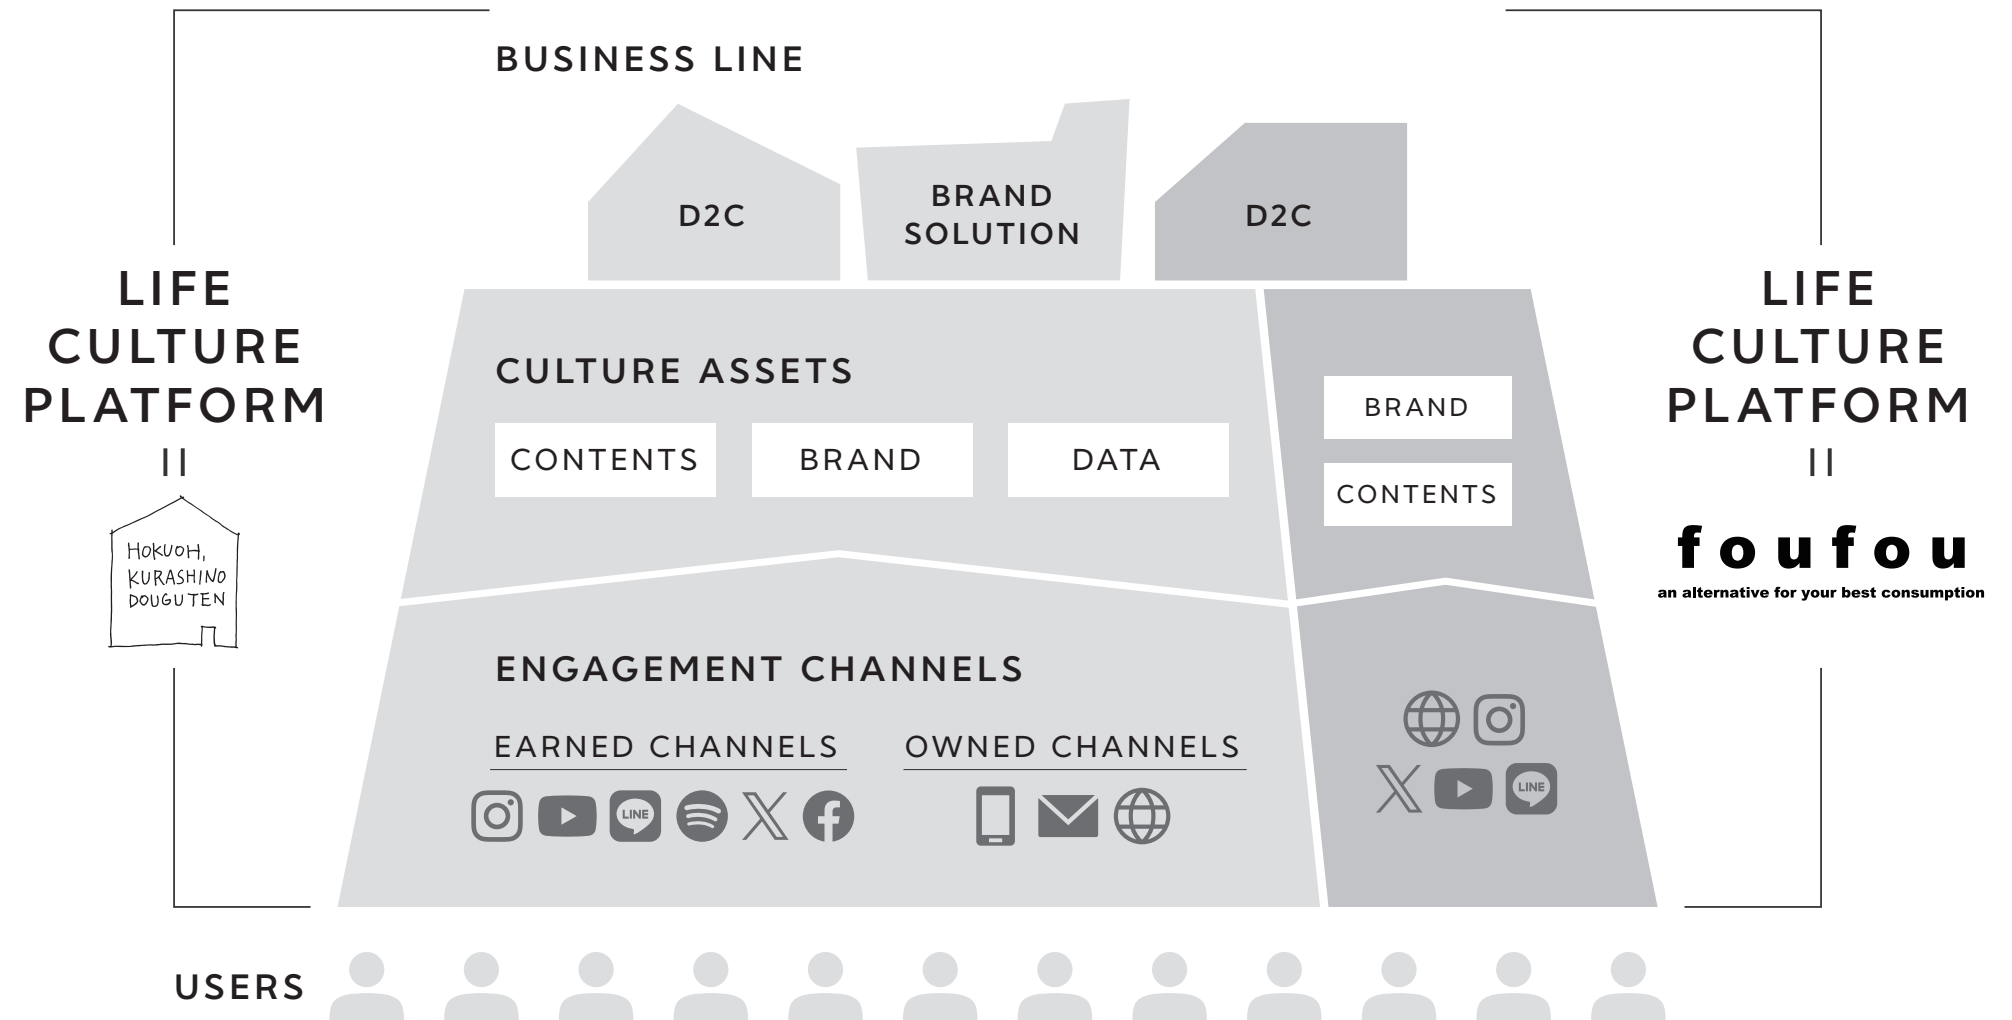 BUSINESS LINE
D2C
BRAND
SOLUTION
D2C
LIFE
CULTURE
PLATFORM
HOKUOH,
KURASHINO
DOUGUTEN
CULTURE ASSETS
CONTENTS
BRAND
DATA
BRAND
CONTENTS
LIFE
CULTURE
PLATFORM
foufou
an alternative for your best consumption
ENGAGEMENT CHANNELS
EARNED CHANNELS
OWNED CHANNELS
LINE
LINE
USERS